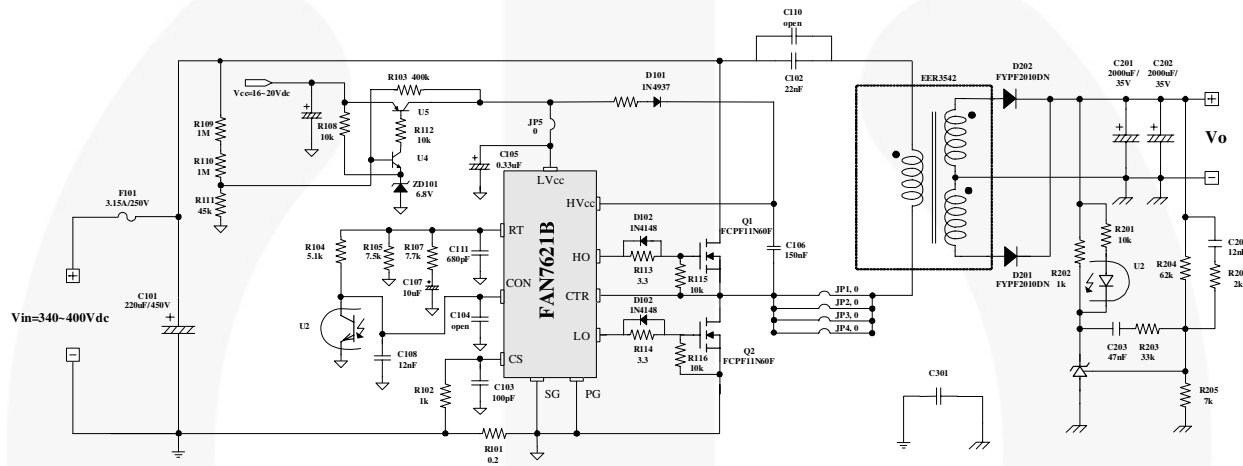 C110
open
C102
22nF
R103 400k
Vcc=16~20Vdc
D101
1N4937
EER3542
D202
FYPF2010DN
C201
2000uF/
35V
C202
2000uF/
35V
U5
R108
10k
R109
1M
R112
10k
JP5
0
Vo
R110
1M
U4
C105
0.33uF
ZD101
6.8V
R111
45k
LVcc
F101
3.15A/250V
HVcc
D102
1N4148
Q1
FCPF11N60F
RT
R104
5.1k
R105
7.5k
R107
7.7k
C111
680pF
HO
R113
3.3
R115
10k
C106
150nF
R201
10k
U2
R202
1k
R204
62k
D201
FYPF2010DN
C107
10uF
CON
FAN7621B
CTR
JP1, 0
JP2, 0
JP3, 0
JP4, 0
Vin=340~400Vdc
C101
220uF/450V
U2
C104
open
D102
1N4148
LO
R114
3.3
R116
10k
Q2
FCPF11N60F
C203
47nF
R203
33k
C108
12nF
CS
R102
1k
C103
100pF
SG
PG
C301
R205
7k
R101
0.2